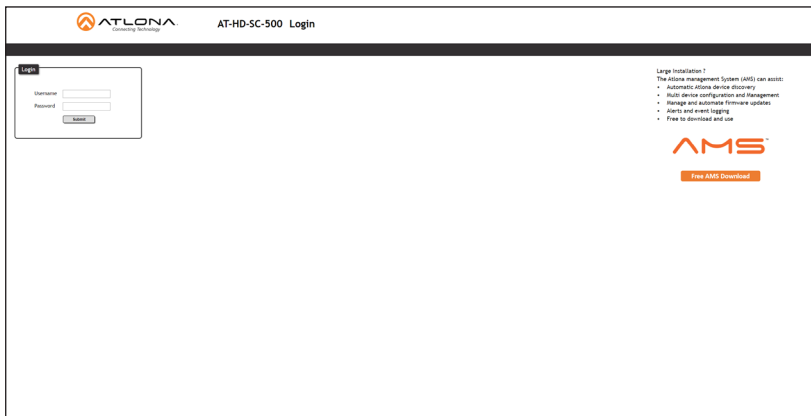 ATLONA.
Connecting Technology
AT-HD-SC-500 Login
Login
Username
Password
Submit
Large Installation ?
The Atlona management System (AMS) can assist:
• Automatic Atlona device discovery
• Multi device configuration and Management
• Manage and automate firmware updates
• Alerts and event logging
• Free to download and use
AMS™
Free AMS Download